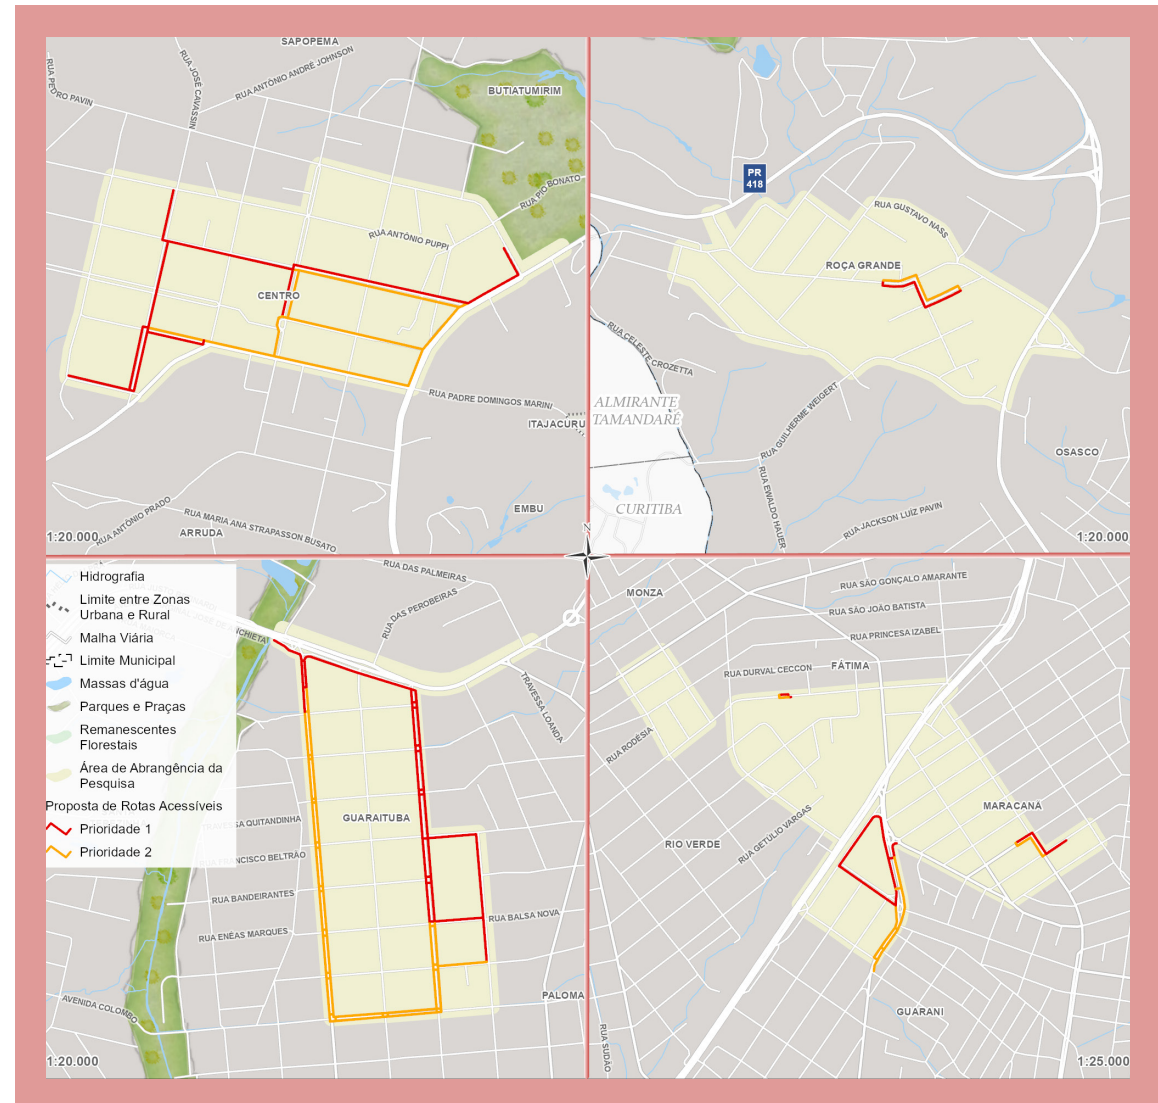 SAPOPEMA
RUA PEDRO PAVIN
RUA JOSÉ CAVASSIN
RUA ANTÔNIO ANDRÉ JOHNSON
BUTIATUMIRIM
RUA PIO BONATO
RUA ANTÔNIO PUPPI
CENTRO
RUA PADRE DOMINGOS MARINI
ITAJACURU
EMBU
RUA ANTÔNIO PRADO
RUA MARIA ANA STRAPASSON BUSATO
ARRUDA
1:20.000
PR
418
RUA GUSTAVO NASS
ROÇA GRANDE
RUA CELESTE CROZETTA
ALMIRANTE
TAMANDARÉ
RUA GUILHERME WEIGERT
OSASCO
CURITIBA
RUA EWALDO HAUER
RUA JACKSON LUIZ PAVIN
1:20.000
N
Hidrografia
Limite entre Zonas
Urbana e Rural
Malha Viária
Limite Municipal
Massas d'água
Parques e Praças
Remanescentes
Florestais
Área de Abrangência da
Pesquisa
Proposta de Rotas Acessíveis
Prioridade 1
Prioridade 2
RUA DAS PALMEIRAS
RUA DAS PEROBEIRAS
TRAVESSA LOANDA
GUARAITUBA
TRAVESSA QUITANDINHA
RUA FRANCISCO BELTRÃO
RUA BANDEIRANTES
RUA BALSA NOVA
RUA ENÉAS MARQUES
AVENIDA COLOMBO
PALOMA
1:20.000
MONZA
RUA SÃO GONÇALO AMARANTE
RUA SÃO JOÃO BATISTA
RUA PRINCESA IZABEL
FÁTIMA
RUA DURVAL CECCON
RUA RODÉSIA
MARACANÃ
RIO VERDE
RUA GETÚLIO VARGAS
GUARANI
RUA SUDÃO
1:25.000